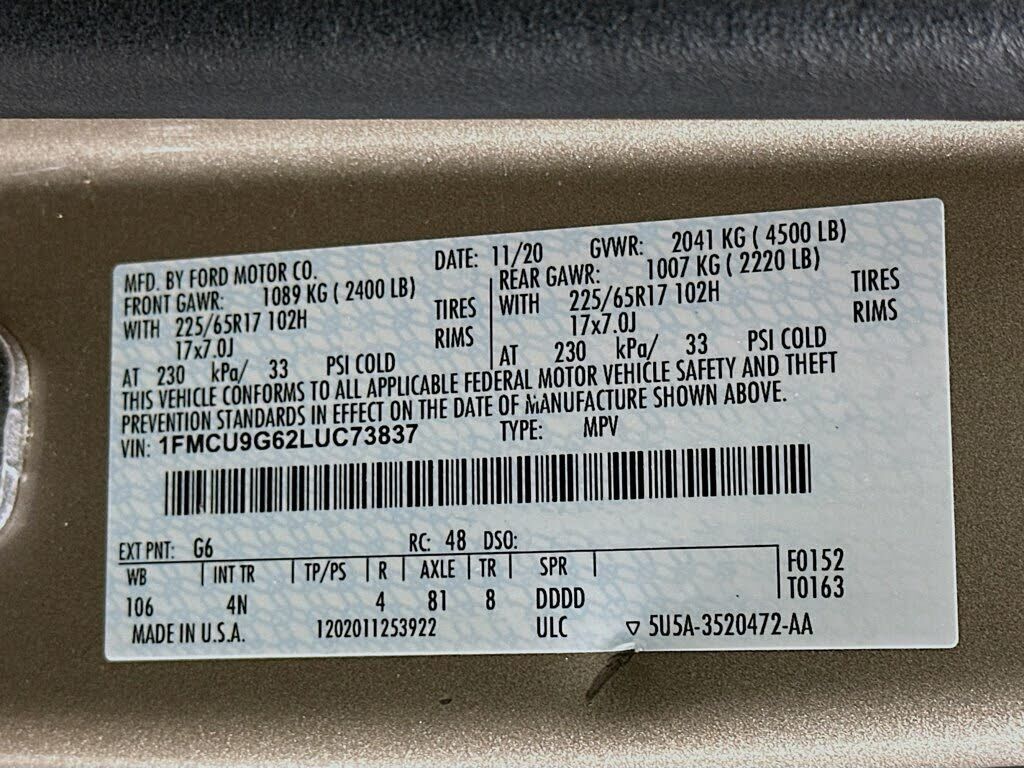 MFD. BY FORD MOTOR CO. DATE: 11/20 GVWR: 2041 KG ( 4500 LB)
FRONT GAWR: 1089 KG ( 2400 LB) REAR GAWR: 1007 KG ( 2220 LB)
WITH 225/65R17 102H TIRES WITH 225/65R17 102H TIRES
17x7.0J RIMS 17x7.0J RIMS
AT 230 kPa/ 33 PSI COLD AT 230 kPa/ 33 PSI COLD
THIS VEHICLE CONFORMS TO ALL APPLICABLE FEDERAL MOTOR VEHICLE SAFETY AND THEFT
PREVENTION STANDARDS IN EFFECT ON THE DATE OF MANUFACTURE SHOWN ABOVE.
VIN: 1FMCU9G62LUC73837 TYPE: MPV
EXT PNT: G6 RC: 48 DSO:
WB INT TR TP/PS R AXLE TR SPR F0152
106 4N 4 81 8 DDDD T0163
MADE IN U.S.A. 1202011253922 ULC ▽ 5U5A-3520472-AA